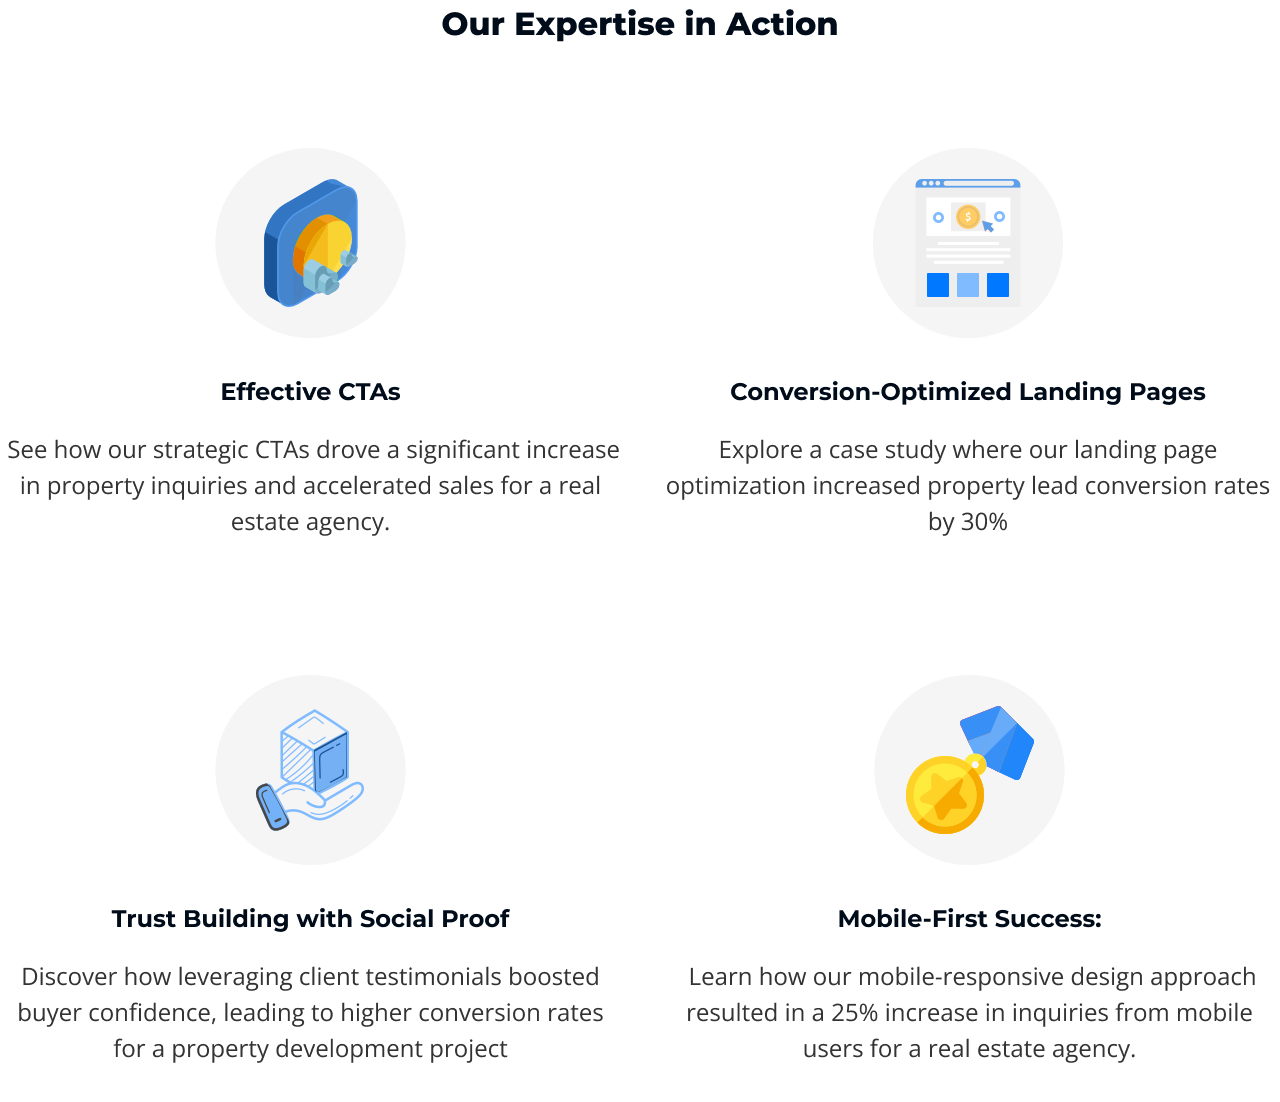 Our Expertise in Action
Effective CTAs
See how our strategic CTAs drove a significant increase
in property inquiries and accelerated sales for a real
estate agency.
Conversion-Optimized Landing Pages
Explore a case study where our landing page
optimization increased property lead conversion rates
by 30%
Trust Building with Social Proof
Discover how leveraging client testimonials boosted
buyer confidence, leading to higher conversion rates
for a property development project
Mobile-First Success:
Learn how our mobile-responsive design approach
resulted in a 25% increase in inquiries from mobile
users for a real estate agency.